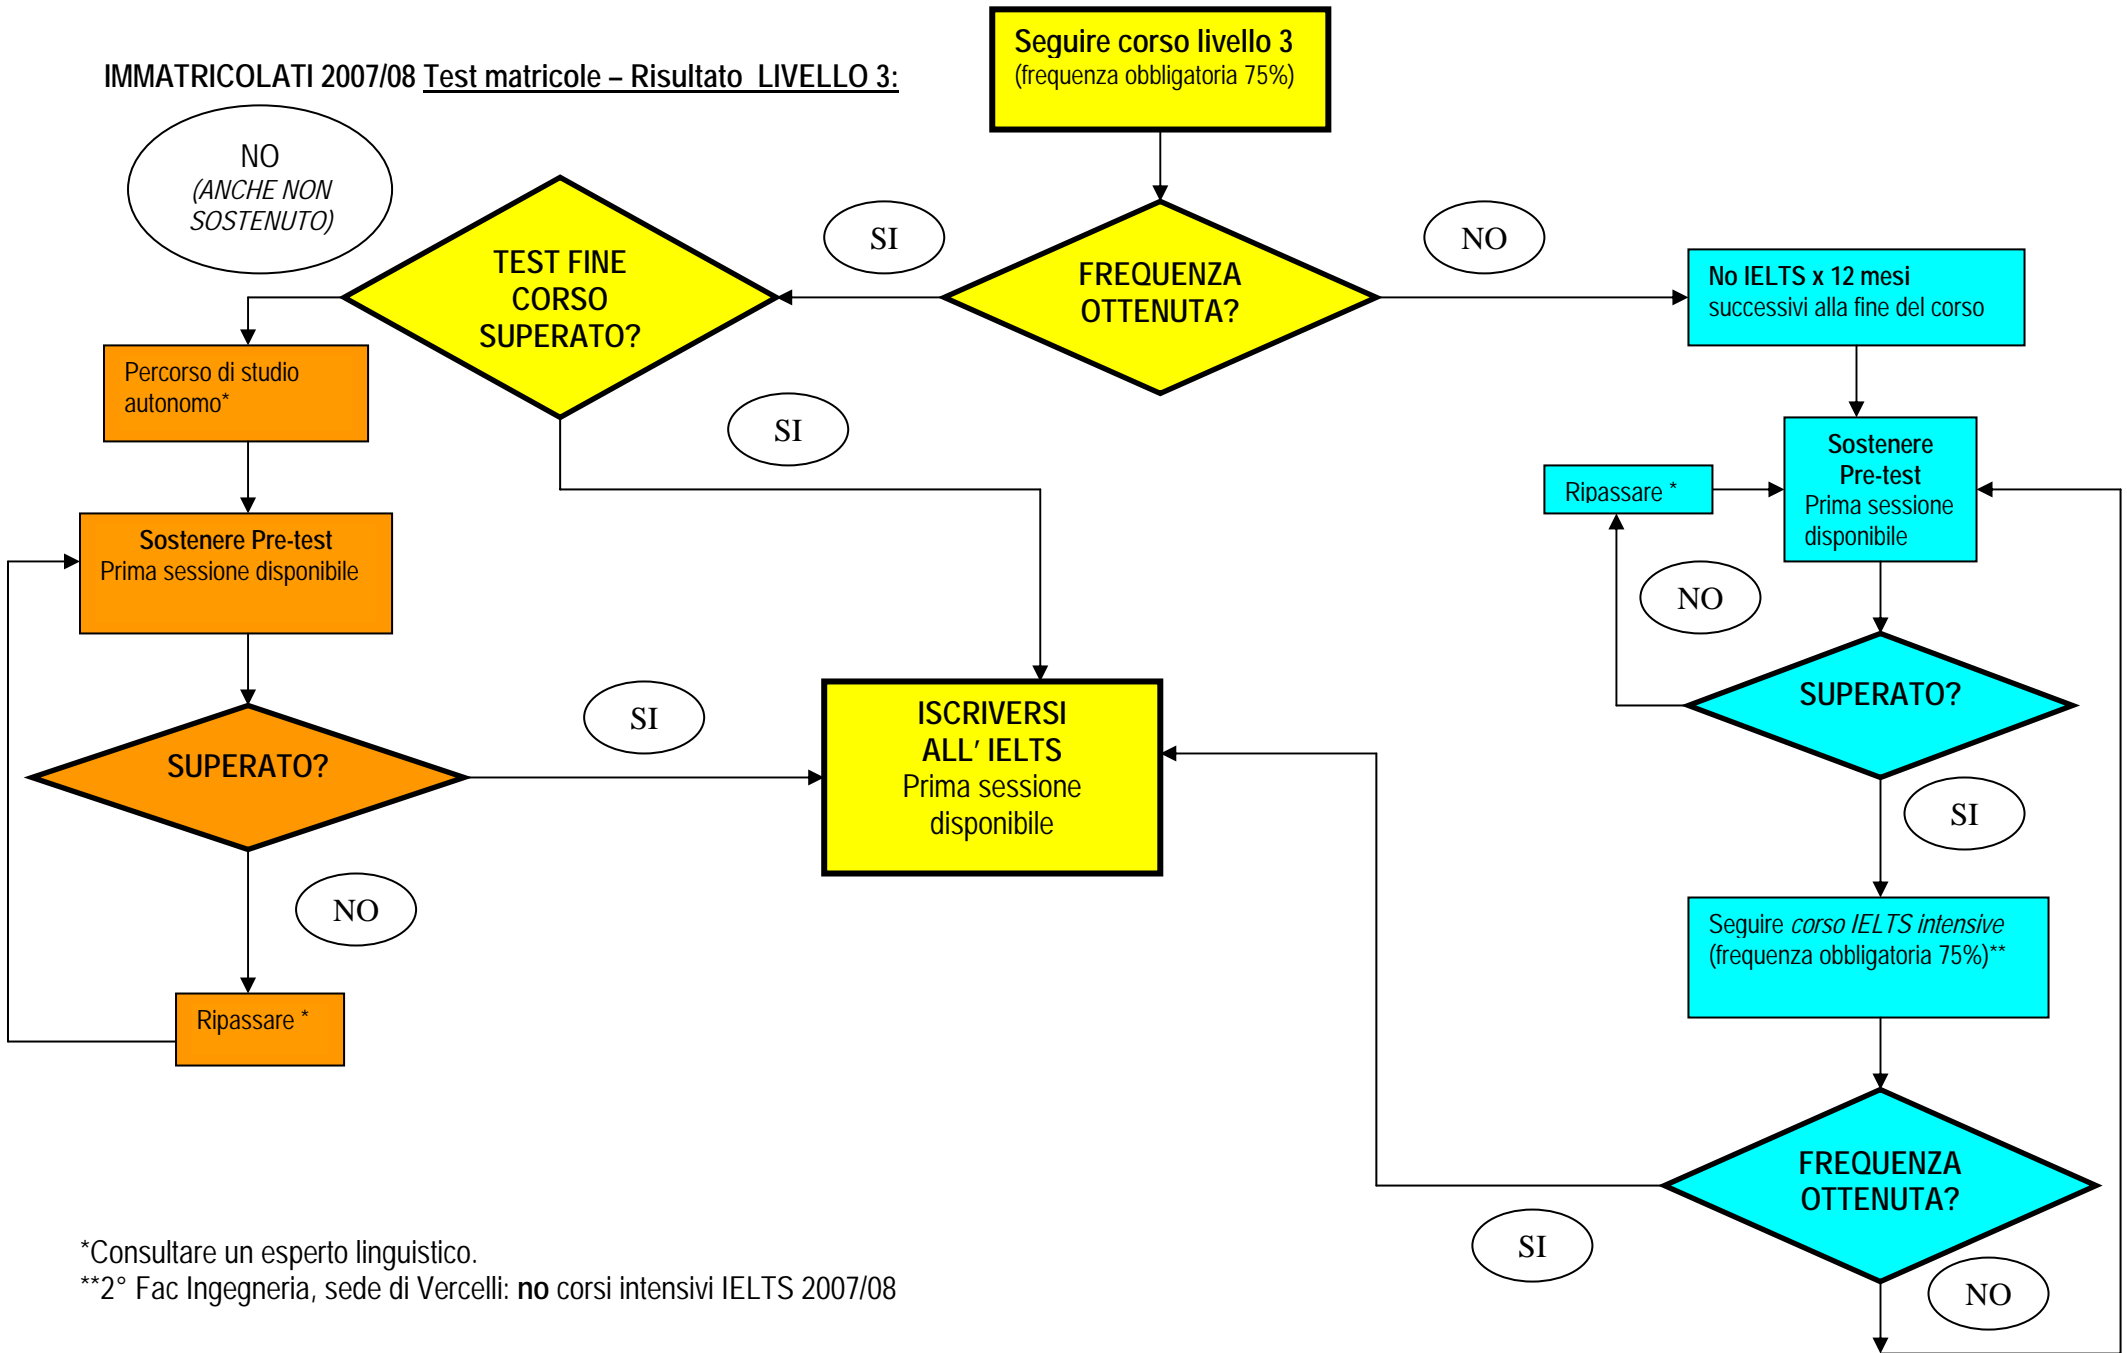 Seguire corso livello 3
(frequenza obbligatoria 75%)
IMMATRICOLATI 2007/08 Test matricole – Risultato LIVELLO 3:
NO
(ANCHE NON
SOSTENUTO)
TEST FINE
CORSO
SUPERATO?
SI
FREQUENZA
OTTENUTA?
NO
No IELTS x 12 mesi
successivi alla fine del corso
Percorso di studio
autonomo*
SI
Sostenere
Pre-test
Prima sessione
disponibile
Ripassare *
NO
Sostenere Pre-test
Prima sessione disponibile
SUPERATO?
SI
SUPERATO?
SI
ISCRIVERSI
ALL' IELTS
Prima sessione
disponibile
NO
Seguire corso IELTS intensive
(frequenza obbligatoria 75%)**
Ripassare *
FREQUENZA
OTTENUTA?
SI
NO
*Consultare un esperto linguistico.
**2° Fac Ingegneria, sede di Vercelli: no corsi intensivi IELTS 2007/08